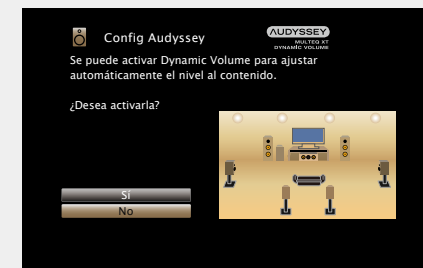 Config Audyssey
AUDYSSEY
MULTEQ XT
DYNAMIC VOLUME
Se puede activar Dynamic Volume para ajustar
automáticamente el nivel al contenido.
¿Desea activarla?
Sí
No